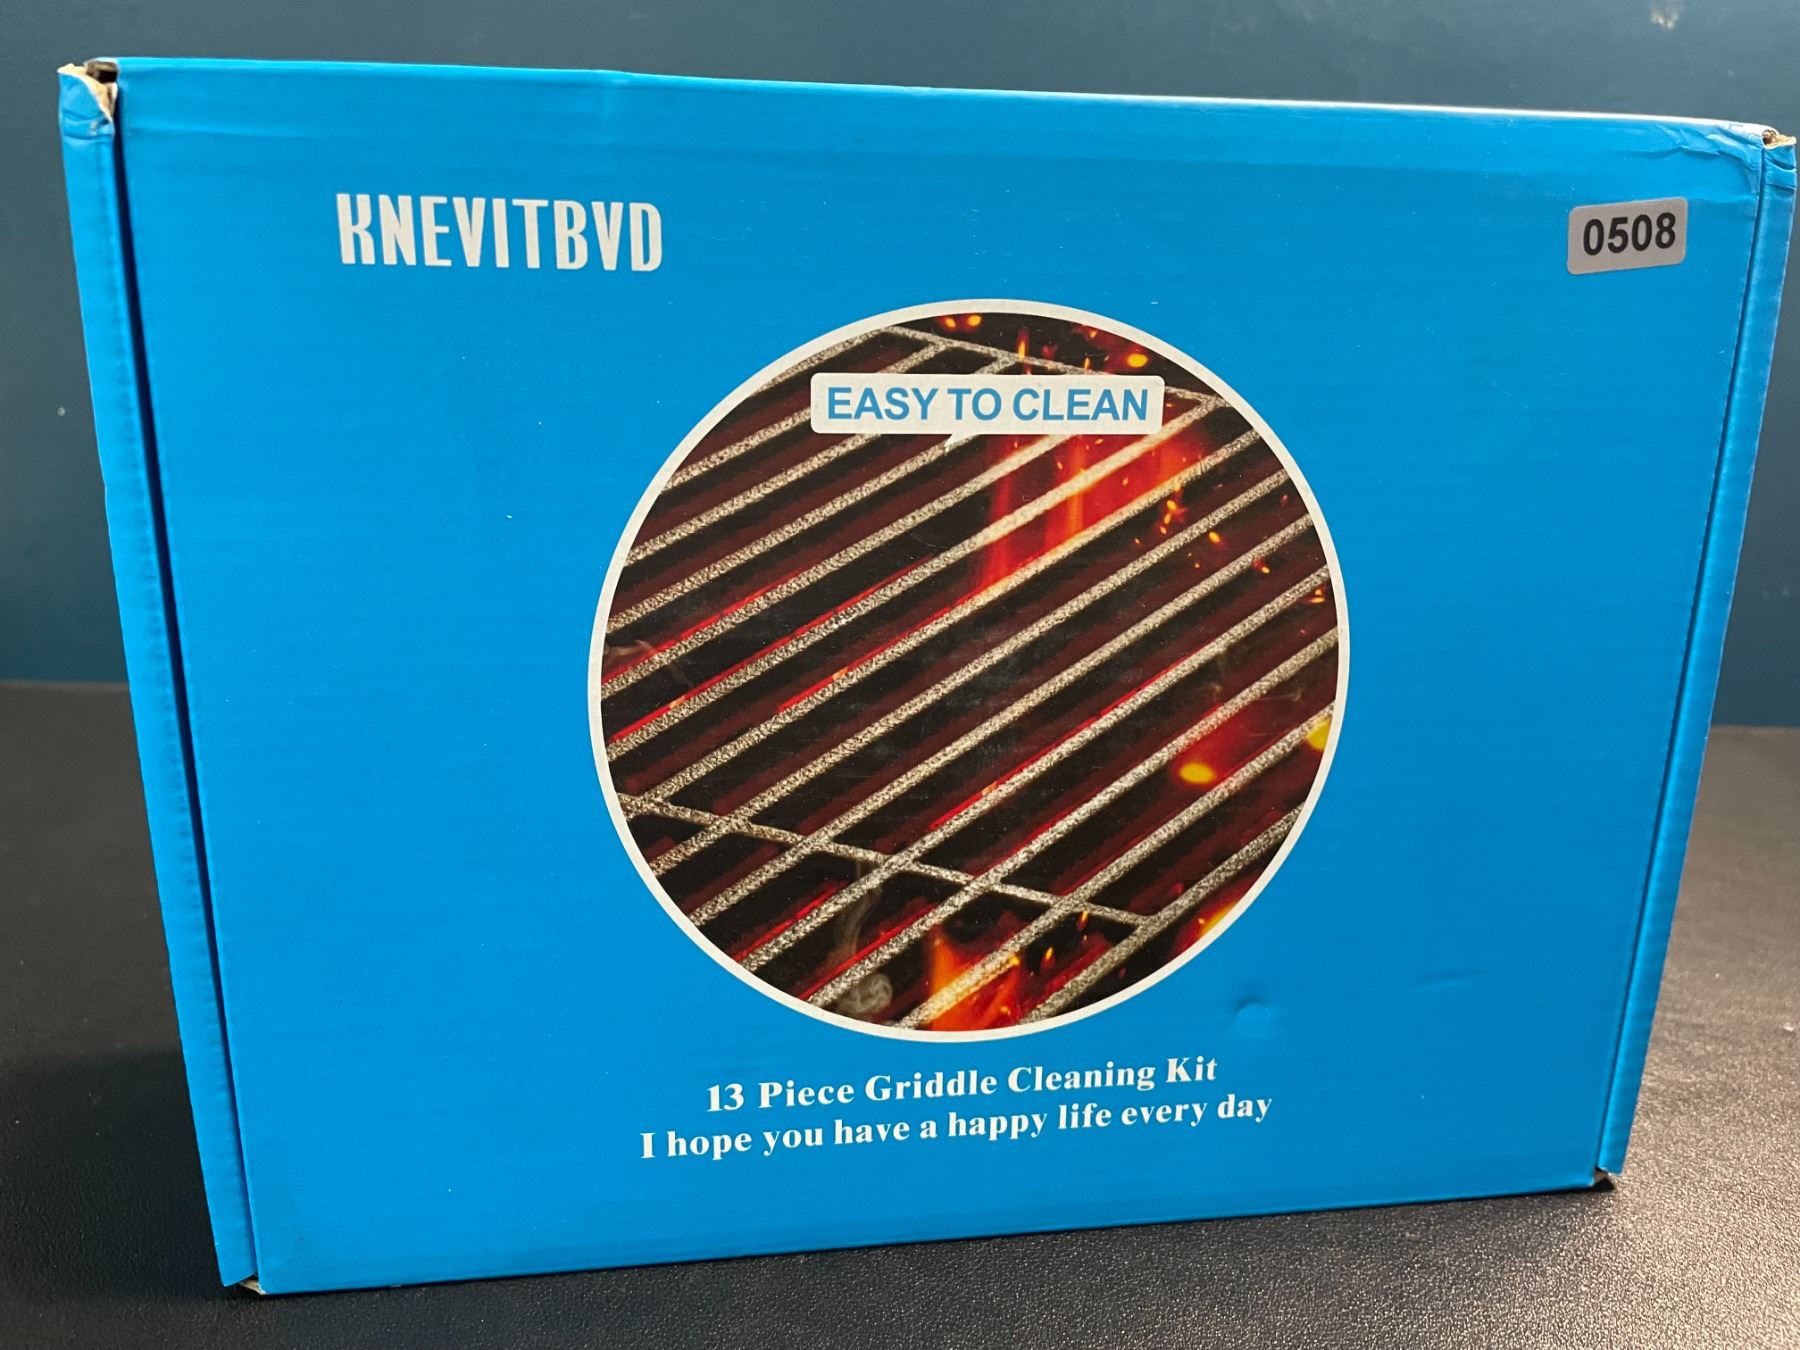 KNEVITBVD
0508
EASY TO CLEAN
13 Piece Griddle Cleaning Kit
I hope you have a happy life every day